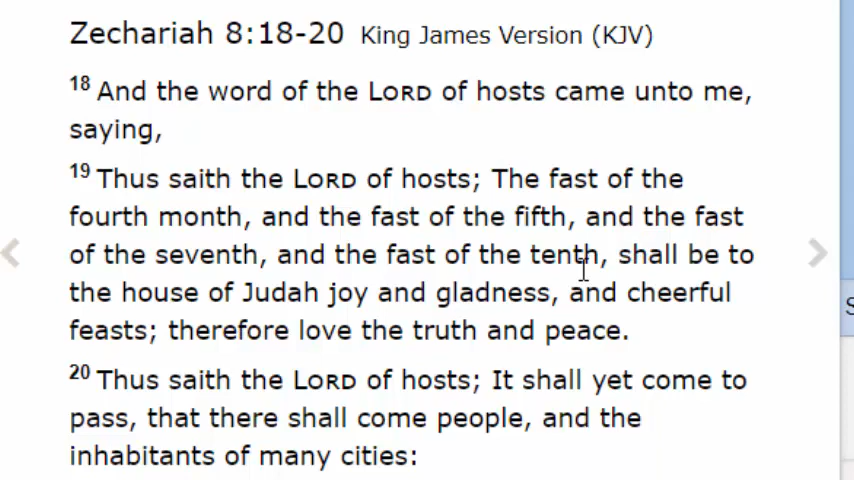 Zechariah 8:18-20 King James Version (KJV)
18 And the word of the LORD of hosts came unto me,
saying,
19 Thus saith the LORD of hosts; The fast of the
fourth month, and the fast of the fifth, and the fast
of the seventh, and the fast of the tenth, shall be to
the house of Judah joy and gladness, and cheerful
feasts; therefore love the truth and peace.
20 Thus saith the LORD of hosts; It shall yet come to
pass, that there shall come people, and the
inhabitants of many cities: